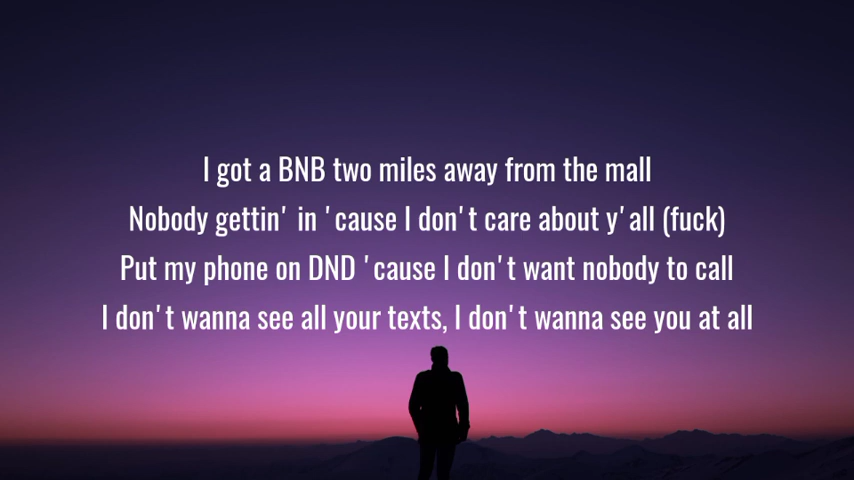 I got a BNB two miles away from the mall
Nobody gettin' in 'cause I don't care about y'all (fuck)
Put my phone on DND 'cause I don't want nobody to call
I don't wanna see all your texts, I don't wanna see you at all